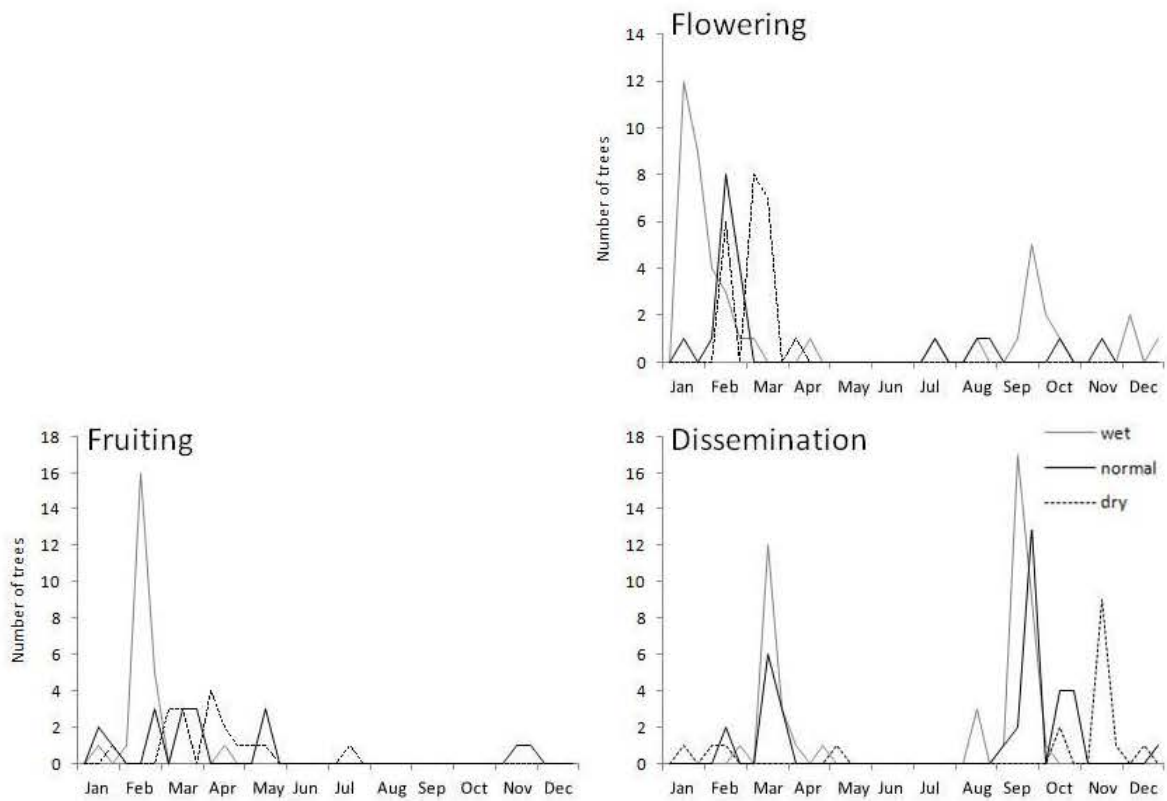 Flowering
Number of trees
14
12
10
8
6
4
2
0
Jan Feb Mar Apr May Jun Jul Aug Sep Oct Nov Dec
Fruiting
Number of trees
18
16
14
12
10
8
6
4
2
0
Jan Feb Mar Apr May Jun Jul Aug Sep Oct Nov Dec
Dissemination
wet
normal
dry
18
16
14
12
10
8
6
4
2
0
Jan Feb Mar Apr May Jun Jul Aug Sep Oct Nov Dec